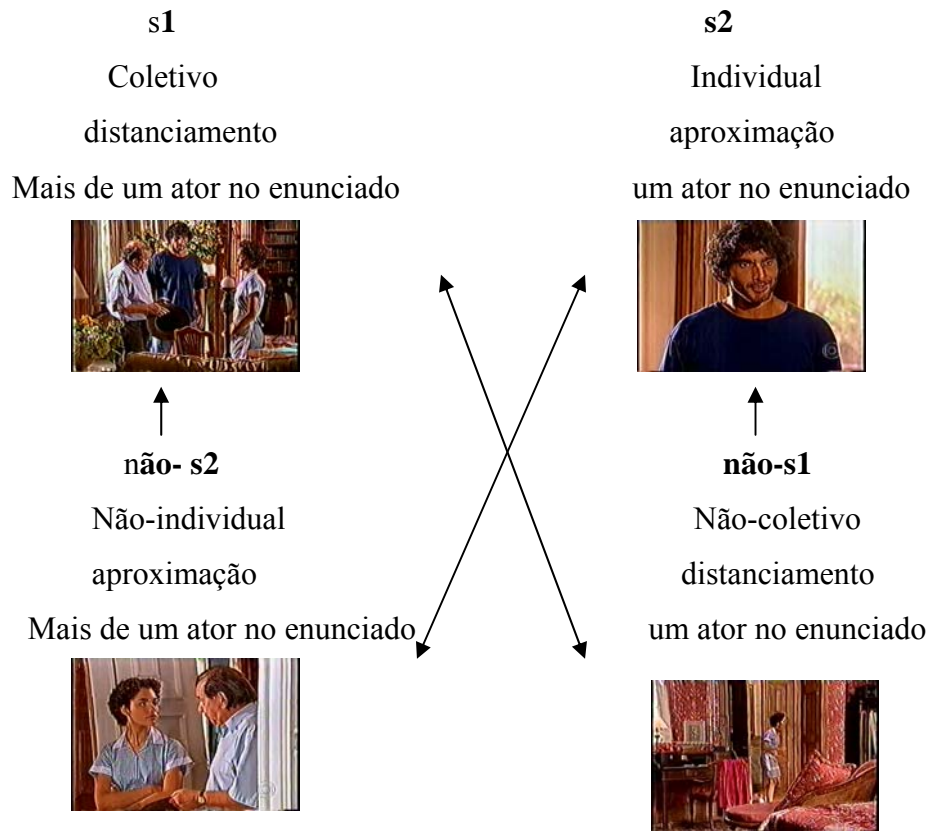 s1
Coletivo
distanciamento
Mais de um ator no enunciado
s2
Individual
aproximação
um ator no enunciado
não- s2
Não-individual
aproximação
Mais de um ator no enunciado
não-s1
Não-coletivo
distanciamento
um ator no enunciado